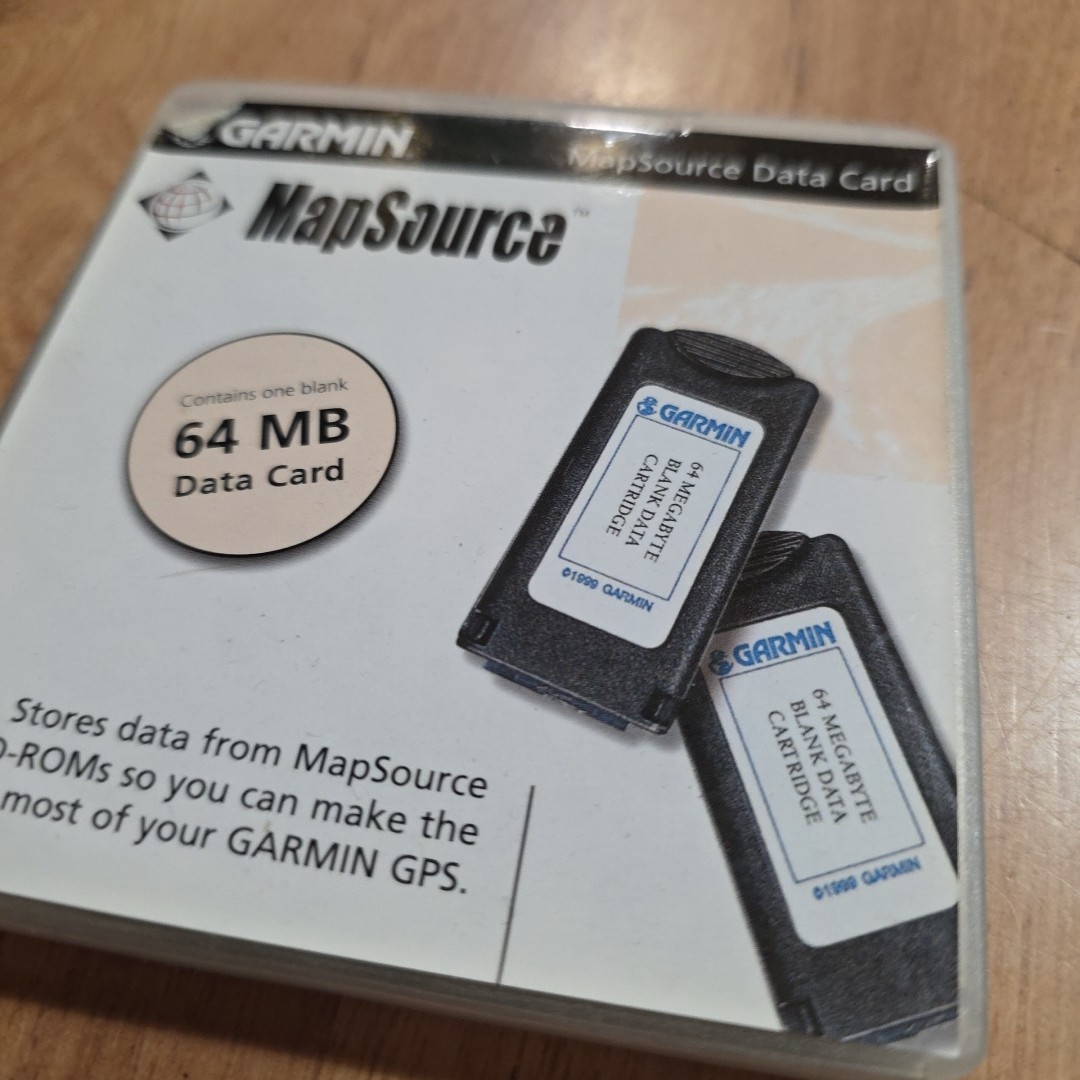 GARMIN
MapSource Data Card
MapSource™
Contains one blank
64 MB
Data Card
GARMIN
64 MEGABYTE
BLANK DATA
CARTRIDGE
©1999 GARMIN
GARMIN
64 MEGABYTE
BLANK DATA
CARTRIDGE
©1999 GARMIN
Stores data from MapSource
D-ROMs so you can make the
most of your GARMIN GPS.